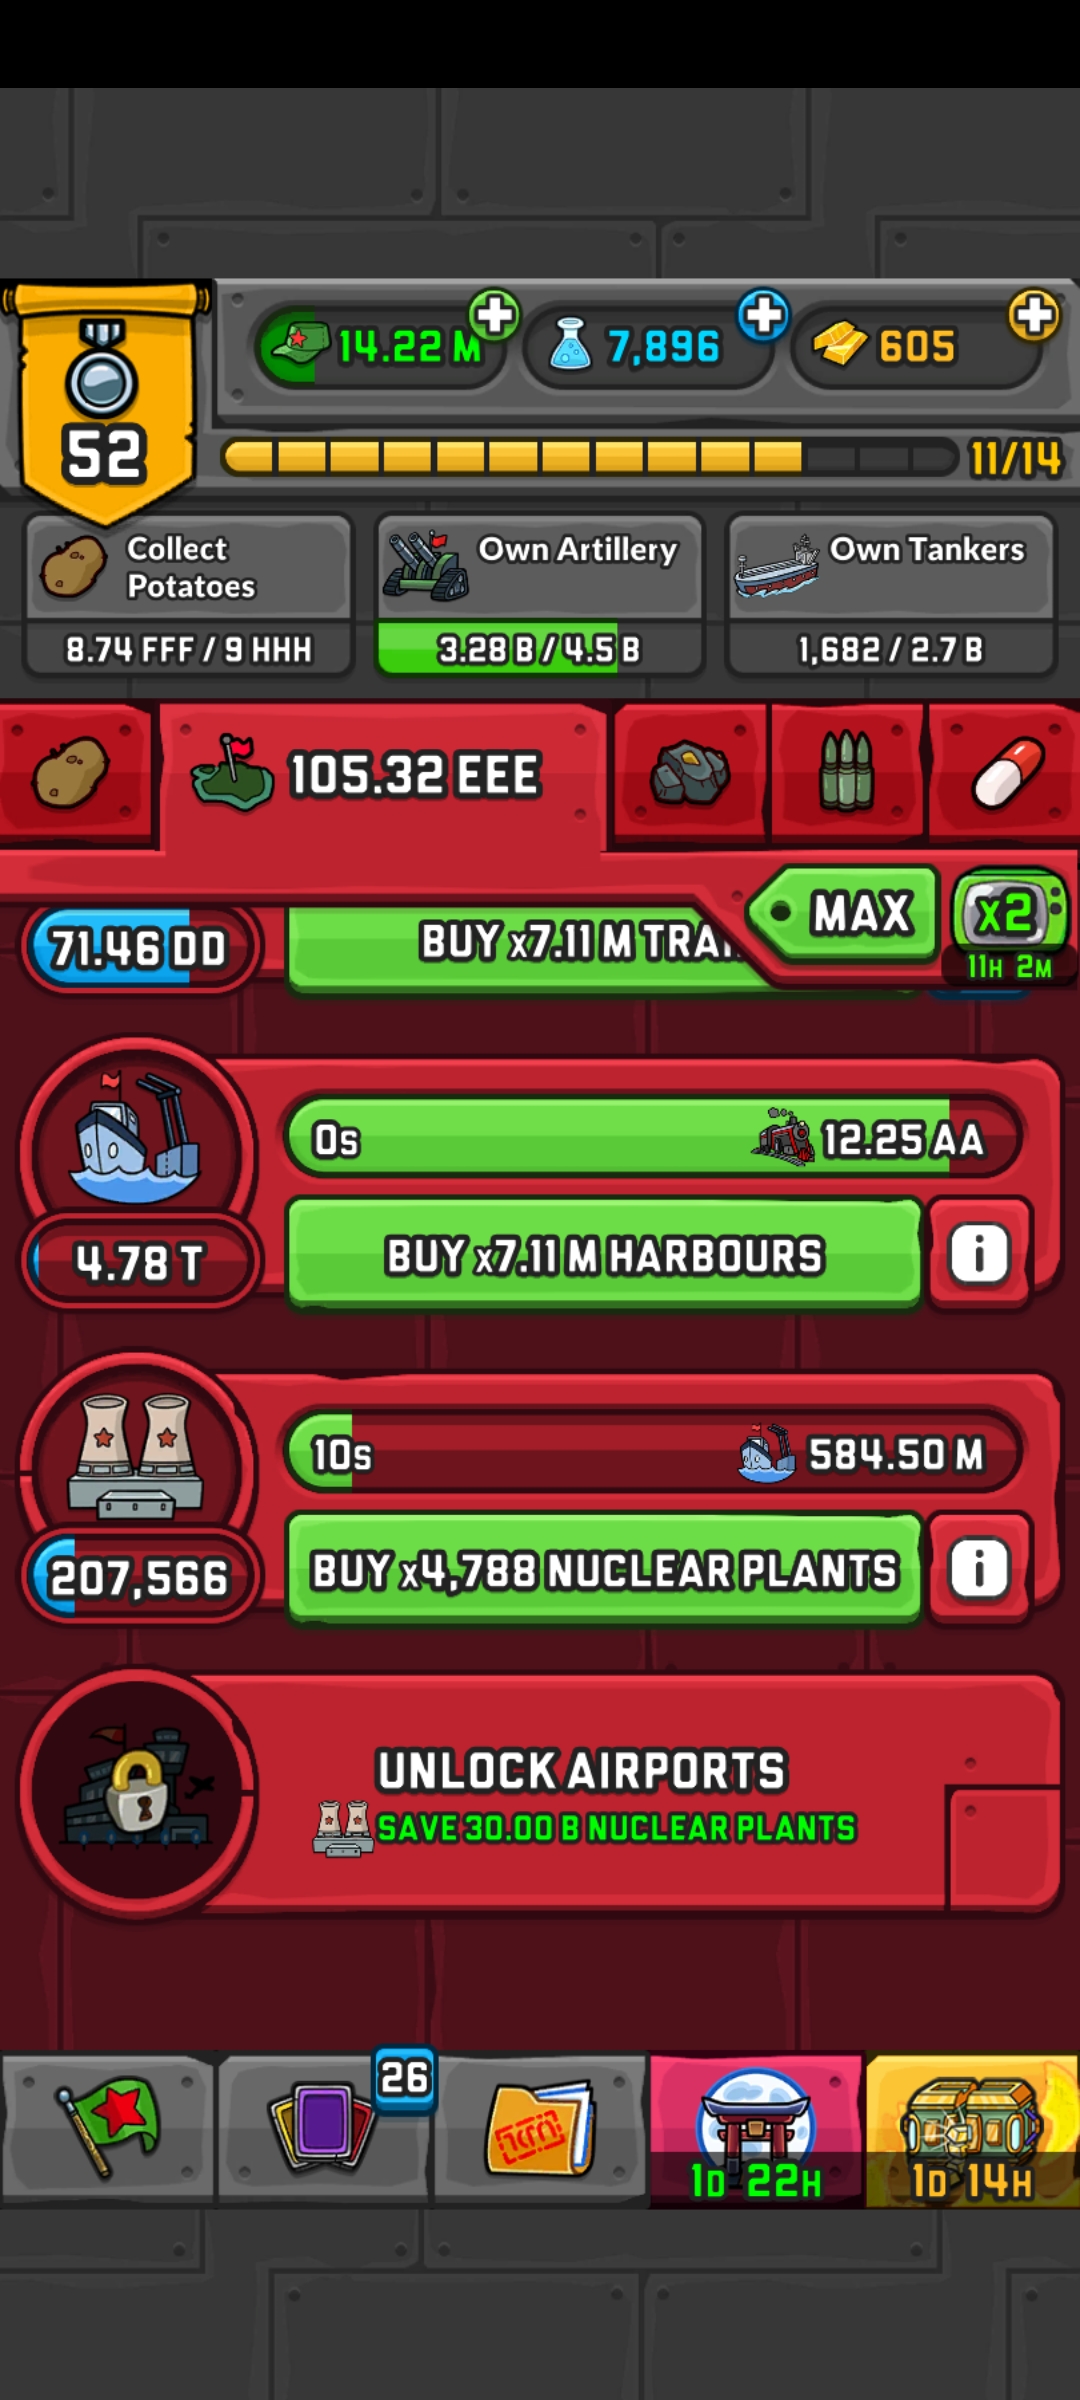 14.22 M
7,896
605
52
11/14
Collect
Potatoes
8.74 FFF / 9 HHH
Own Artillery
3.28 B / 4.5 B
Own Tankers
1,682 / 2.7 B
105.32 EEE
MAX
x2
11H 2M
71.46 DD
BUY x7.11 M TRAI
0s
12.25 AA
4.78 T
BUY x7.11 M HARBOURS
i
10s
584.50 M
207,566
BUY x4,788 NUCLEAR PLANTS
i
UNLOCK AIRPORTS
SAVE 30.00 B NUCLEAR PLANTS
26
1D 22H
1D 14H